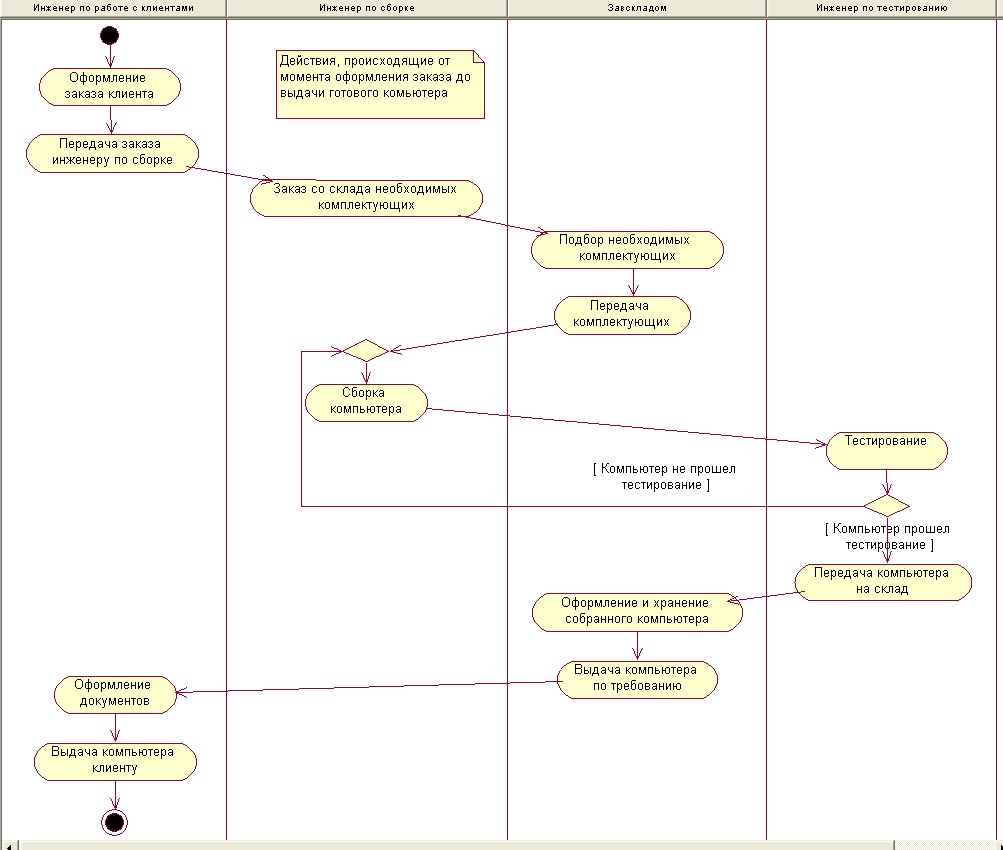 Инженер по работе с клиентами
Инженер по сборке
Завскладом
Инженер по тестированию
Действия, происходящие от
момента оформления заказа до
выдачи готового комьютера
Оформление
заказа клиента
Передача заказа
инженеру по сборке
Заказ со склада необходимых
комплектующих
Подбор необходимых
комплектующих
Передача
комплектующих
Сборка
компьютера
Тестирование
[ Компьютер не прошел
тестирование ]
[ Компьютер прошел
тестирование ]
Передача компьютера
на склад
Оформление и хранение
собранного компьютера
Выдача компьютера
по требованию
Оформление
документов
Выдача компьютера
клиенту